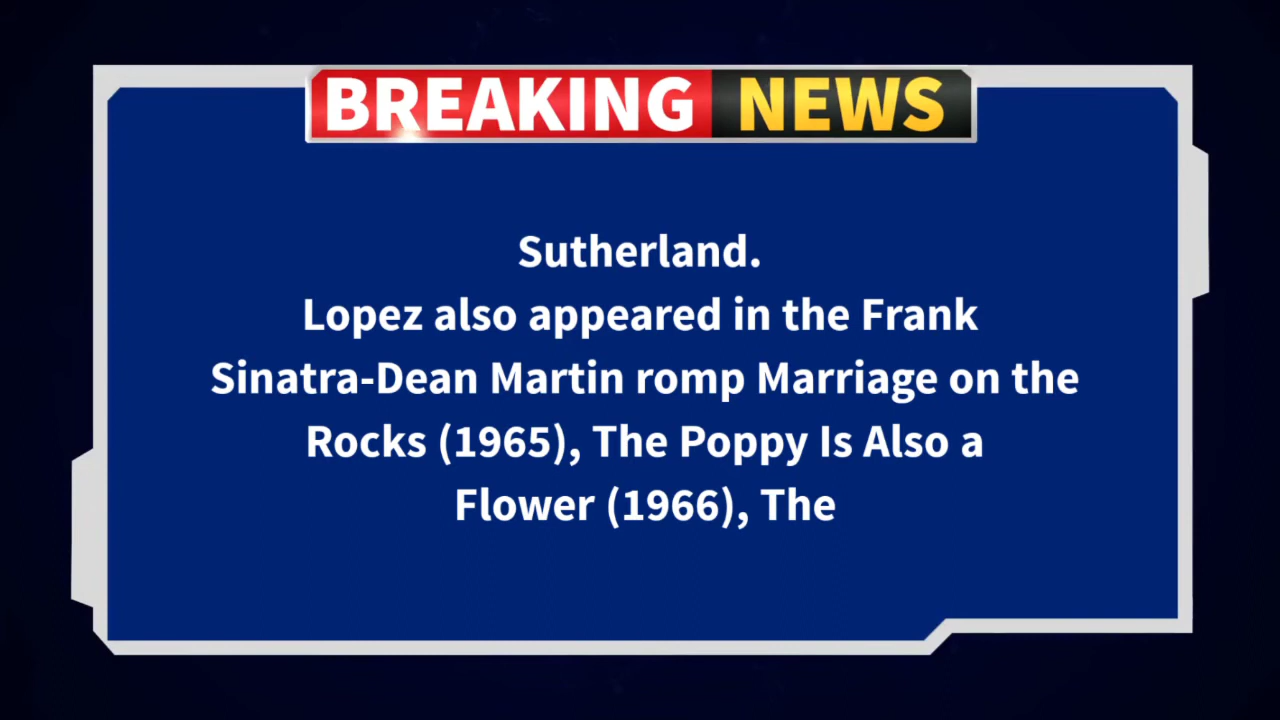 BREAKING NEWS
Sutherland.
Lopez also appeared in the Frank
Sinatra-Dean Martin romp Marriage on the
Rocks (1965), The Poppy Is Also a
Flower (1966), The